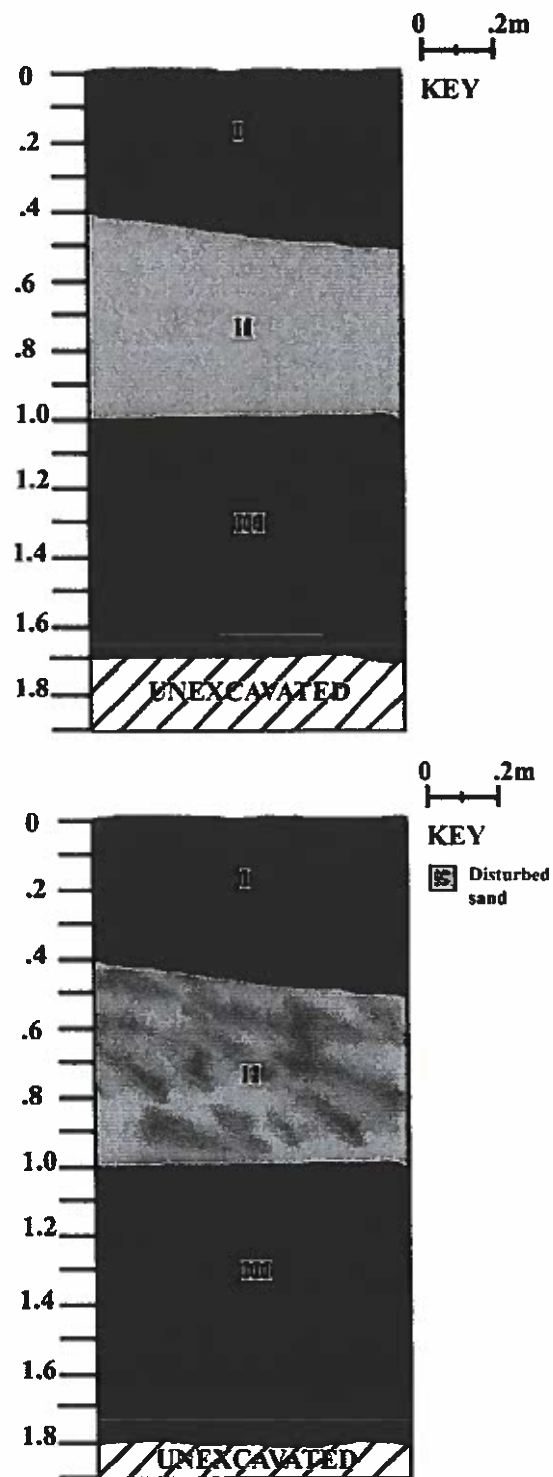 0 .2m
KEY
0
.2
.4
.6
.8
1.0
1.2
1.4
1.6
1.8
I
II
III
UNEXCAVATED
0 .2m
KEY
Disturbed
sand
0
.2
.4
.6
.8
1.0
1.2
1.4
1.6
1.8
I
II
III
UNEXCAVATED